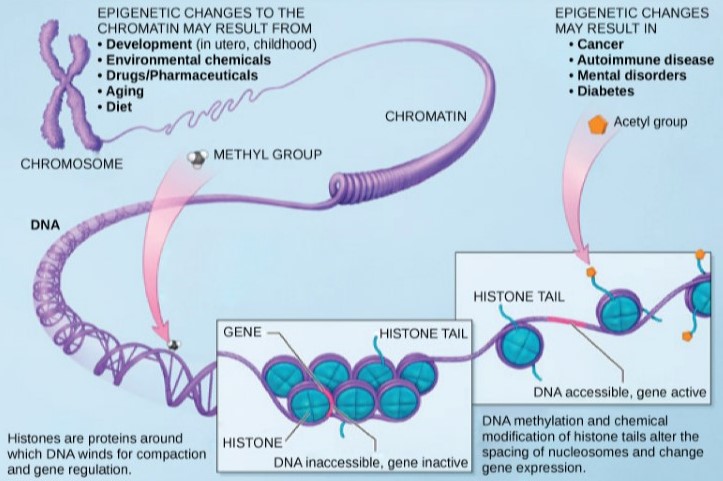 EPIGENETIC CHANGES TO THE
CHROMATIN MAY RESULT FROM
• Development (in utero, childhood)
• Environmental chemicals
• Drugs/Pharmaceuticals
• Aging
• Diet
EPIGENETIC CHANGES
MAY RESULT IN
• Cancer
• Autoimmune disease
• Mental disorders
• Diabetes
CHROMATIN
Acetyl group
CHROMOSOME
METHYL GROUP
DNA
HISTONE TAIL
GENE
HISTONE TAIL
DNA accessible, gene active
HISTONE
DNA inaccessible, gene inactive
Histones are proteins around
which DNA winds for compaction
and gene regulation.
DNA methylation and chemical
modification of histone tails alter the
spacing of nucleosomes and change
gene expression.